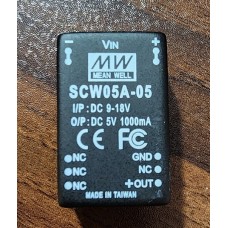 VIN
MW
MEAN WELL
SCW05A-05
I/P: DC 9-18V
O/P: DC 5V 1000mA
CE FC
NC GND
NC NC
NC +OUT
MADE IN TAIWAN